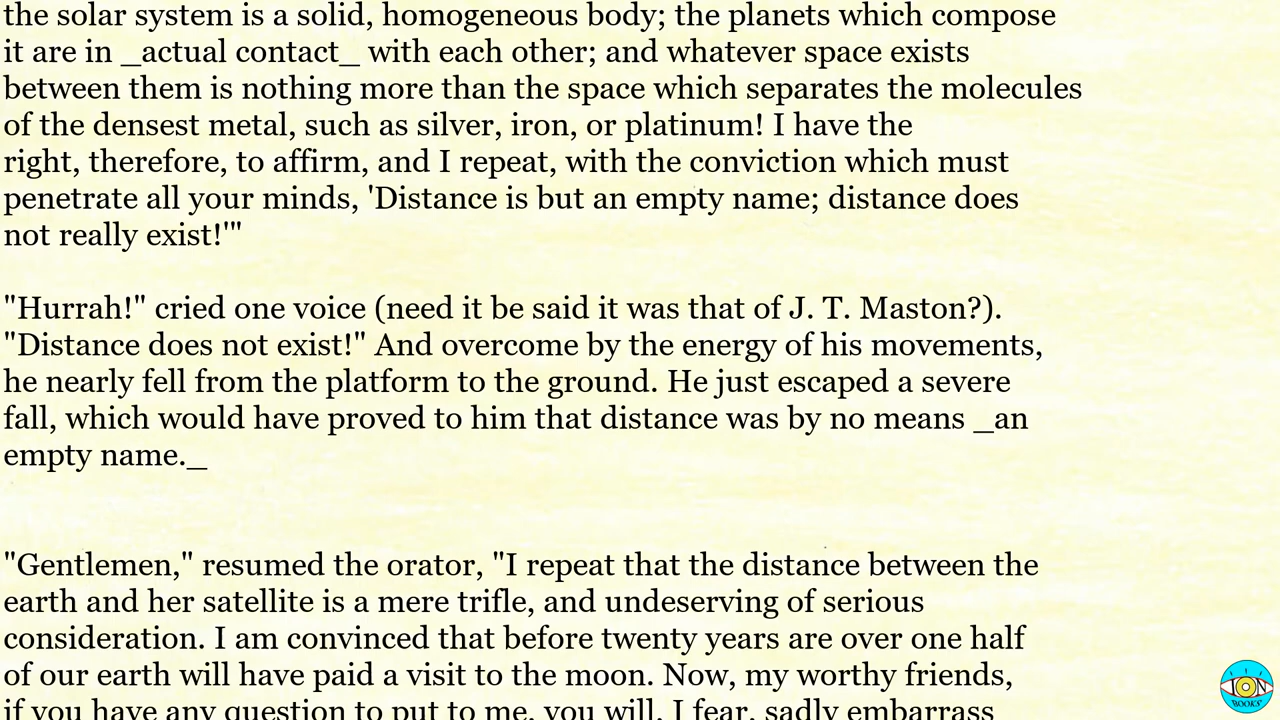 the solar system is a solid, homogeneous body; the planets which compose
it are in _actual contact_ with each other; and whatever space exists
between them is nothing more than the space which separates the molecules
of the densest metal, such as silver, iron, or platinum! I have the
right, therefore, to affirm, and I repeat, with the conviction which must
penetrate all your minds, 'Distance is but an empty name; distance does
not really exist!'"
"Hurrah!" cried one voice (need it be said it was that of J. T. Maston?).
"Distance does not exist!" And overcome by the energy of his movements,
he nearly fell from the platform to the ground. He just escaped a severe
fall, which would have proved to him that distance was by no means _an
empty name._
"Gentlemen," resumed the orator, "I repeat that the distance between the
earth and her satellite is a mere trifle, and undeserving of serious
consideration. I am convinced that before twenty years are over one half
of our earth will have paid a visit to the moon. Now, my worthy friends,
if you have any question to put to me, you will, I fear, sadly embarrass
ION
BOOKS